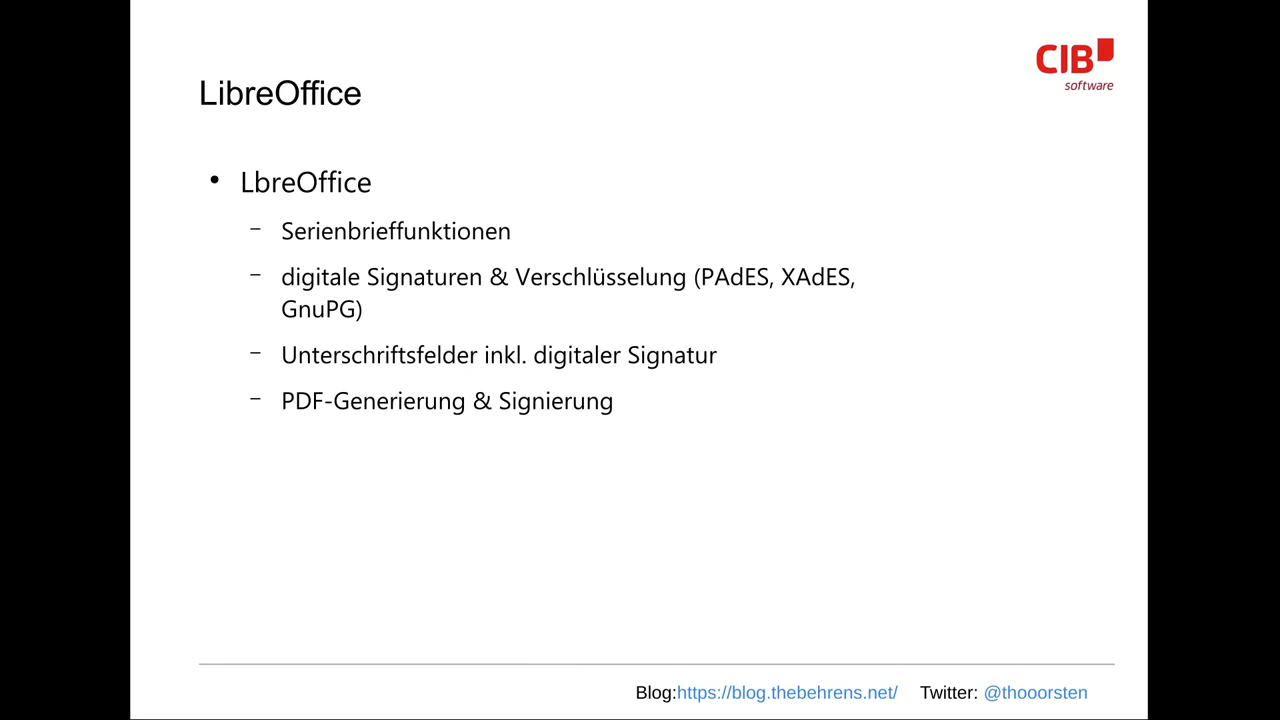 CIB
software
LibreOffice
• LbreOffice
– Serienbrieffunktionen
– digitale Signaturen & Verschlüsselung (PAdES, XAdES,
GnuPG)
– Unterschriftsfelder inkl. digitaler Signatur
– PDF-Generierung & Signierung
Blog:https://blog.thebehrens.net/ Twitter: @thooorsten